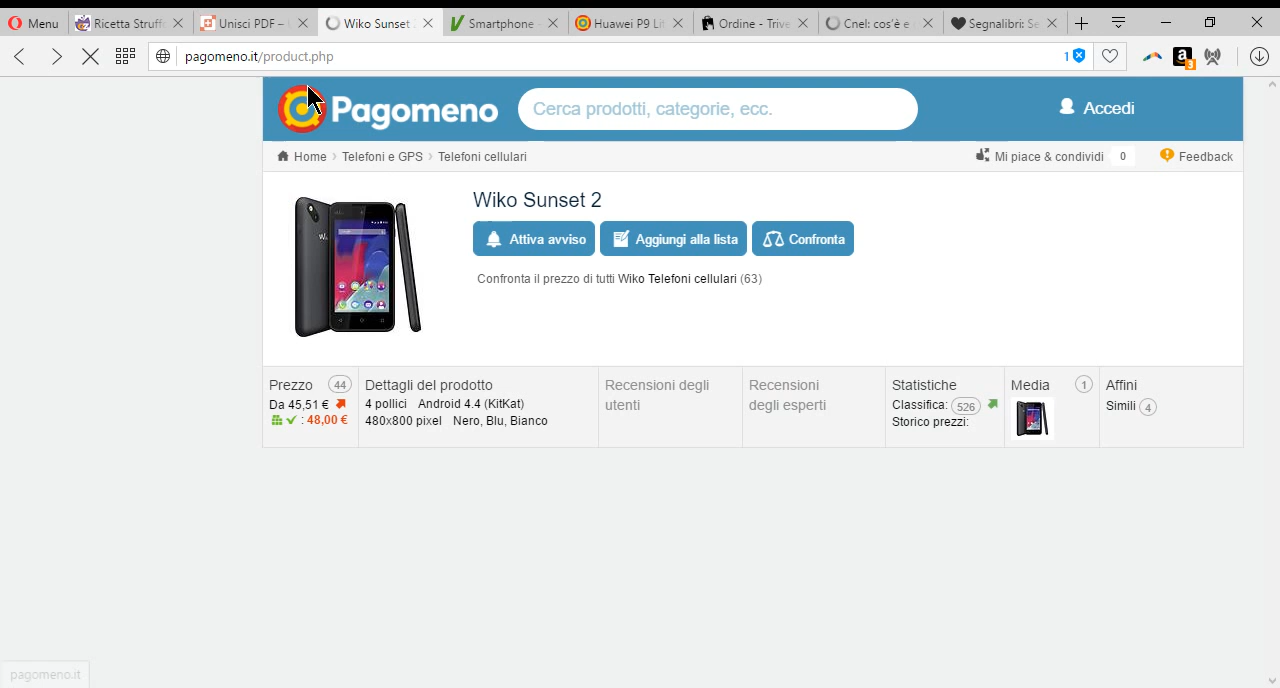 Menu
Ricetta Struff
Unisci PDF –
Wiko Sunset
Smartphone
Huawei P9 Lit
Ordine - Trive
Cnel: cos'è e
Segnalibri: Se
pagomeno.it/product.php
1
a
3
Pagomeno
Cerca prodotti, categorie, ecc.
Accedi
Home › Telefoni e GPS › Telefoni cellulari
Mi piace & condividi 0
Feedback
Wiko Sunset 2
Attiva avviso
Aggiungi alla lista
Confronta
Confronta il prezzo di tutti Wiko Telefoni cellulari (63)
Prezzo 44
Da 45,51 €
: 48,00 €
Dettagli del prodotto
4 pollici Android 4.4 (KitKat)
480x800 pixel Nero, Blu, Bianco
Recensioni degli
utenti
Recensioni
degli esperti
Statistiche
Classifica: 526
Storico prezzi:
Media 1
Affini
Simili 4
pagomeno.it